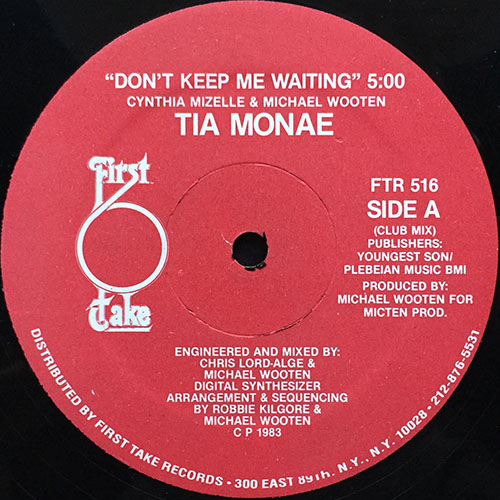 "DON'T KEEP ME WAITING" 5:00
CYNTHIA MIZELLE & MICHAEL WOOTEN
TIA MONAE
First
Take
FTR 516
SIDE A
(CLUB MIX)
PUBLISHERS:
YOUNGEST SON/
PLEBEIAN MUSIC BMI
PRODUCED BY:
MICHAEL WOOTEN FOR
MICTEN PROD.
ENGINEERED AND MIXED BY:
CHRIS LORD-ALGE &
MICHAEL WOOTEN
DIGITAL SYNTHESIZER
ARRANGEMENT & SEQUENCING
BY ROBBIE KILGORE &
MICHAEL WOOTEN
C P 1983
DISTRIBUTED BY FIRST TAKE RECORDS - 300 EAST 89TH. N.Y., N.Y. 10028 - 212-876-5531